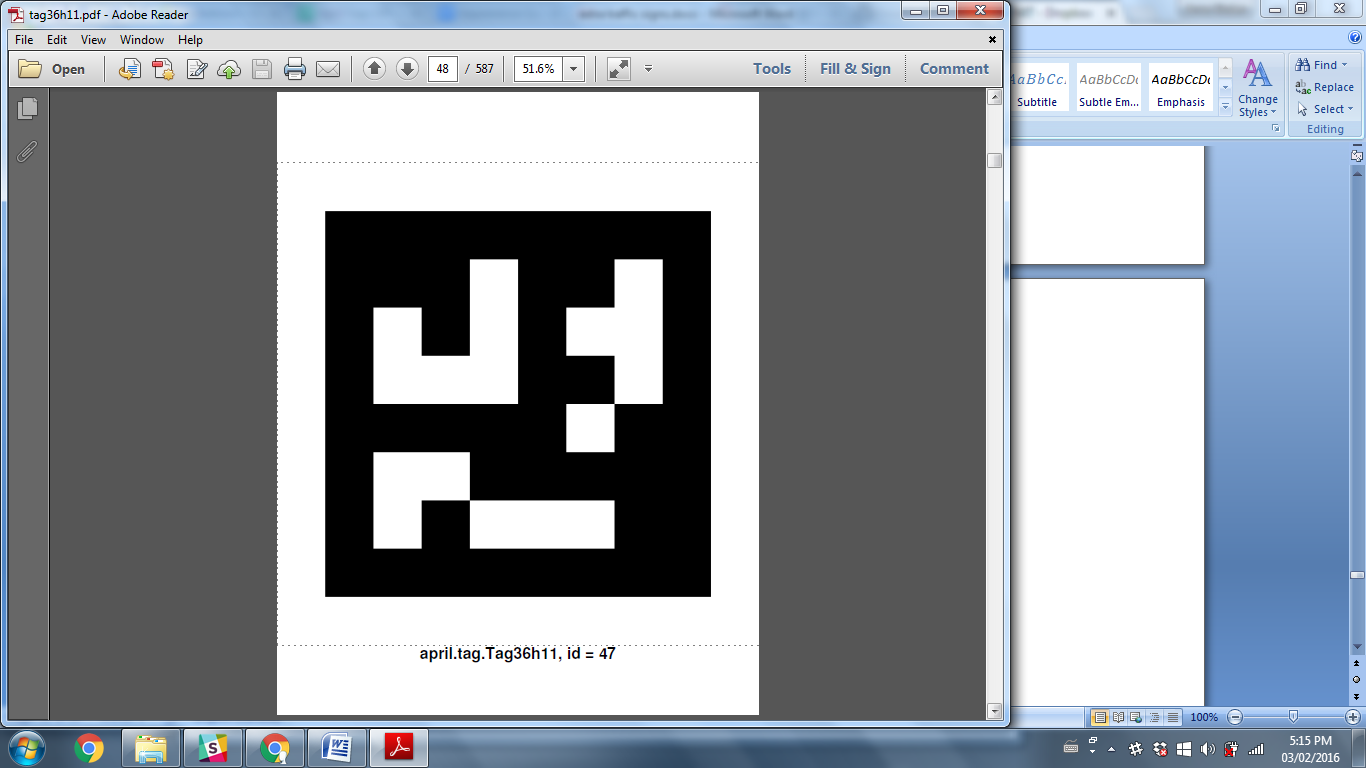 tag36h11.pdf - Adobe Reader
File Edit View Window Help
Open 48 / 587 51.6% Tools Fill & Sign Comment
AaBbCc. AaBbCcDc AaBbCcDc
Subtitle Subtle Em... Emphasis
Change Styles
Find
Replace
Select
Editing
april.tag.Tag36h11, id = 47
100%
5:15 PM
03/02/2016